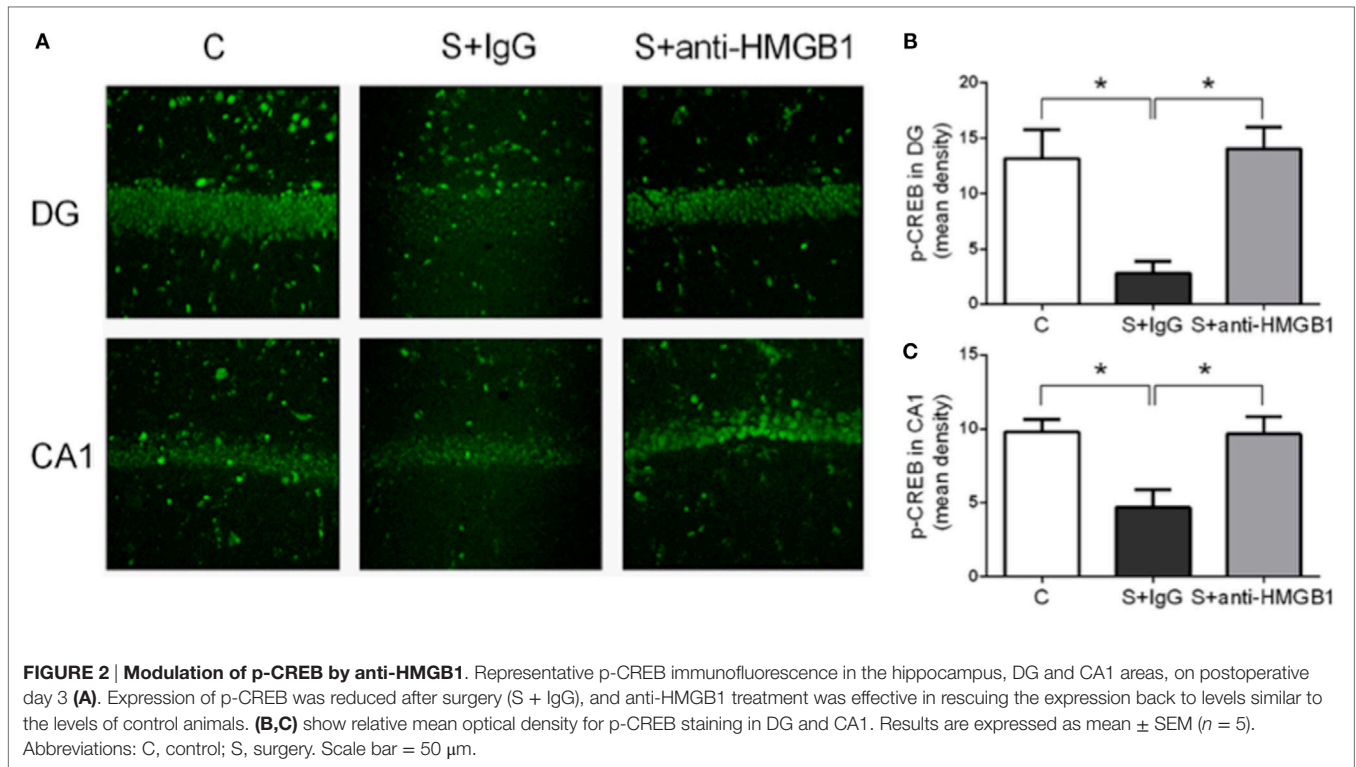 A
C
S+IgG
S+anti-HMGB1
DG
CA1
B
20
15
10
5
0
p-CREB in DG
(mean density)
*
*
C
S+IgG
S+anti-HMGB1
C
15
10
5
0
p-CREB in CA1
(mean density)
*
*
C
S+IgG
S+anti-HMGB1
FIGURE 2 | Modulation of p-CREB by anti-HMGB1. Representative p-CREB immunofluorescence in the hippocampus, DG and CA1 areas, on postoperative
day 3 (A). Expression of p-CREB was reduced after surgery (S + IgG), and anti-HMGB1 treatment was effective in rescuing the expression back to levels similar to
the levels of control animals. (B,C) show relative mean optical density for p-CREB staining in DG and CA1. Results are expressed as mean ± SEM (n = 5).
Abbreviations: C, control; S, surgery. Scale bar = 50 μm.